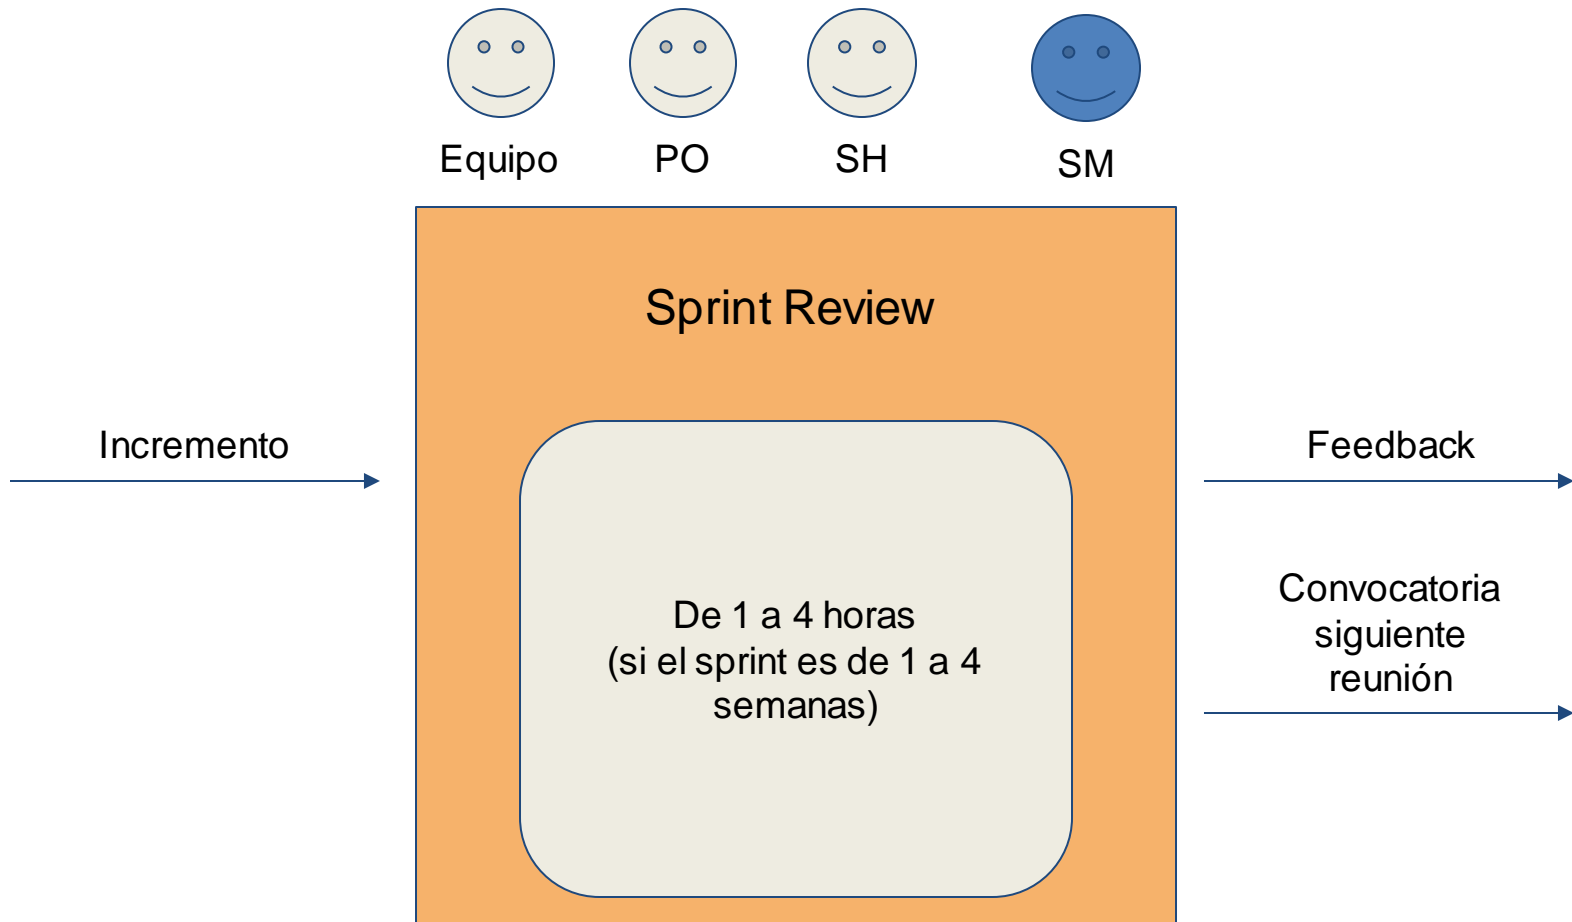 Equipo
PO
SH
SM
Sprint Review
Incremento
De 1 a 4 horas
(si el sprint es de 1 a 4
semanas)
Feedback
Convocatoria
siguiente
reunión